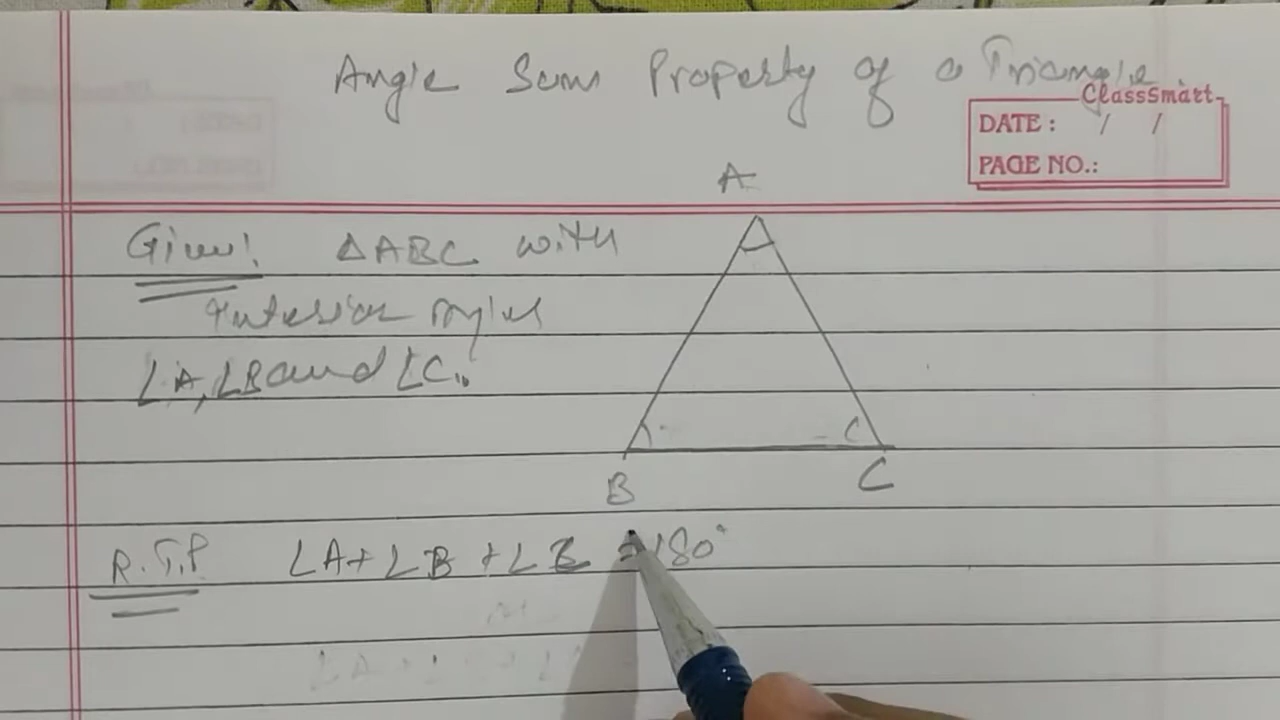 Angle Sum Property of a Triangle
ClassSmart
DATE : / /
PAGE NO.:
A
Given: △ABC with
interior angles
∠A, ∠B and ∠C.
B
C
R.T.P ∠A + ∠B + ∠C = 180°